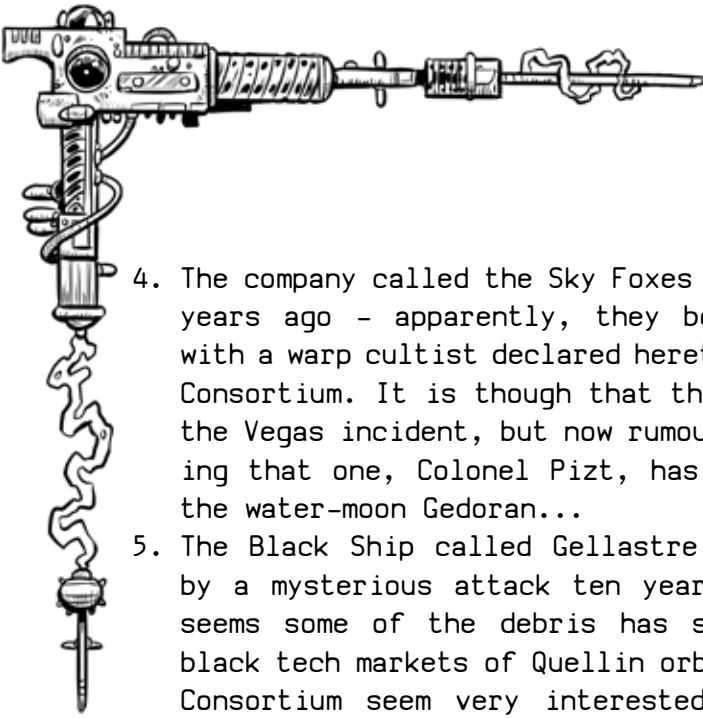 4. The company called the Sky Foxes
years ago – apparently, they be
with a warp cultist declared heret
Consortium. It is though that th
the Vegas incident, but now rumou
ing that one, Colonel Pizt, has
the water-moon Gedoran...
5. The Black Ship called Gellastre
by a mysterious attack ten year
seems some of the debris has s
black tech markets of Quellin orb
Consortium seem very interested